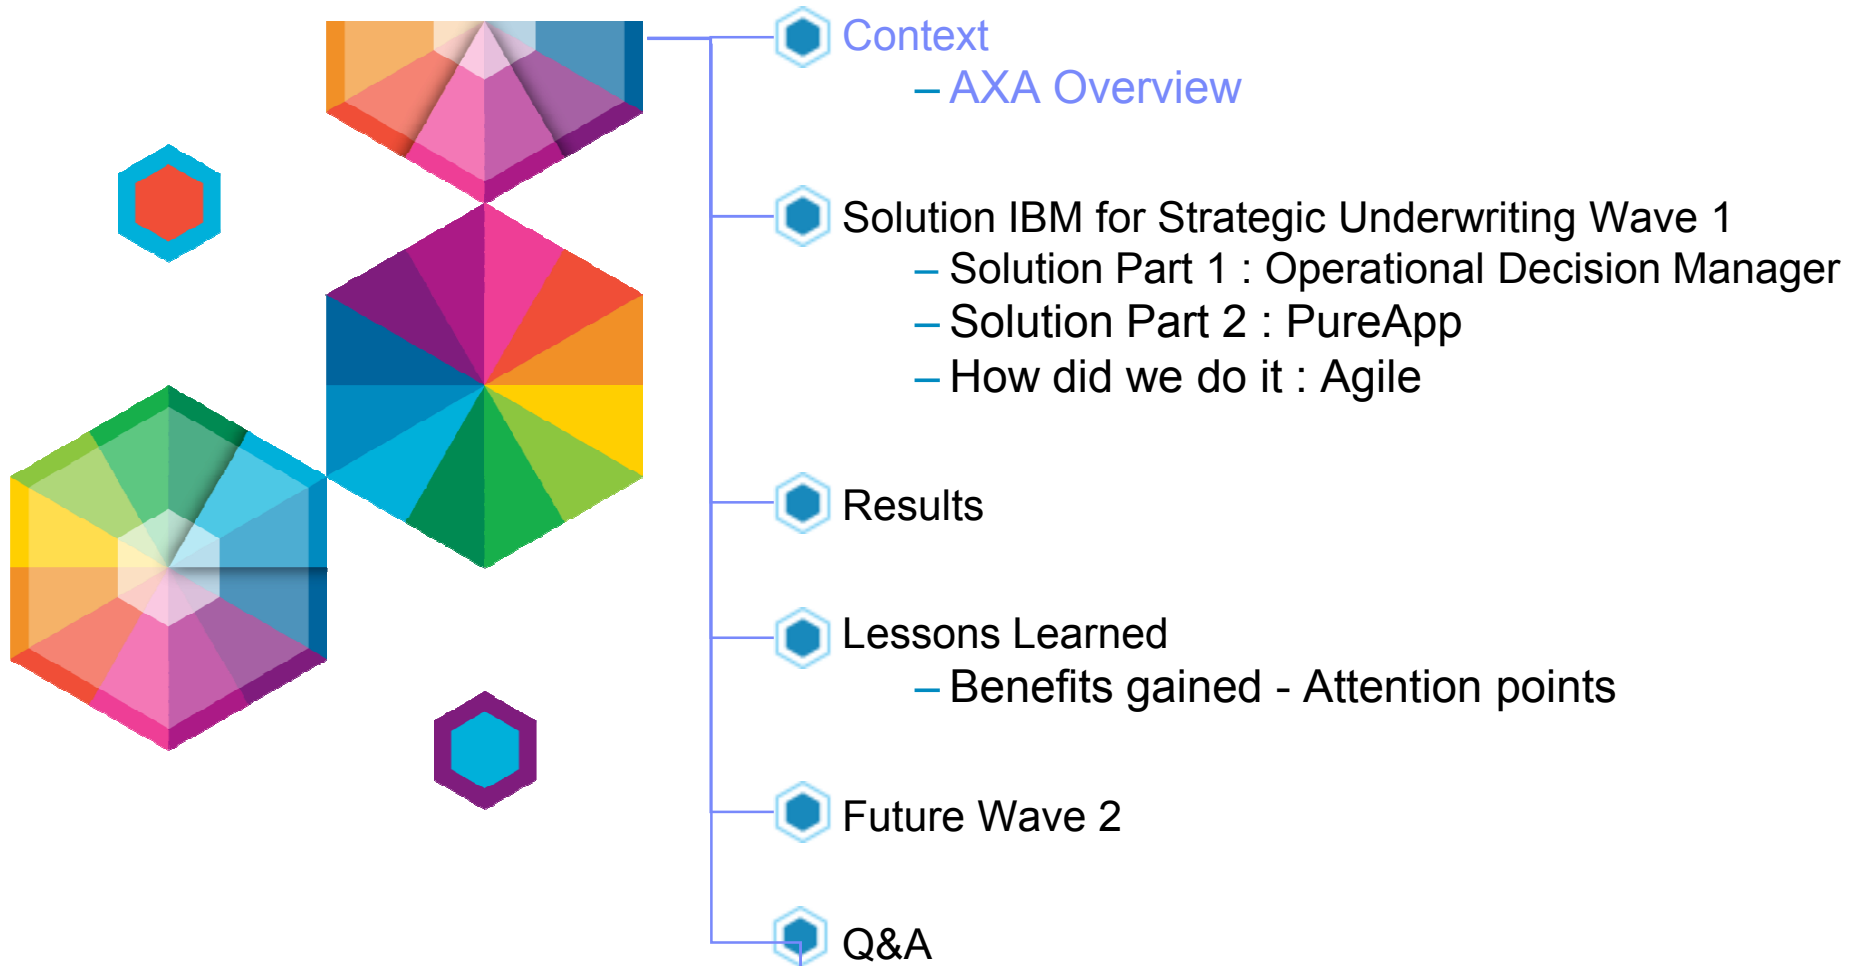 Context
– AXA Overview
Solution IBM for Strategic Underwriting Wave 1
– Solution Part 1 : Operational Decision Manager
– Solution Part 2 : PureApp
– How did we do it : Agile
Results
Lessons Learned
– Benefits gained - Attention points
Future Wave 2
Q&A